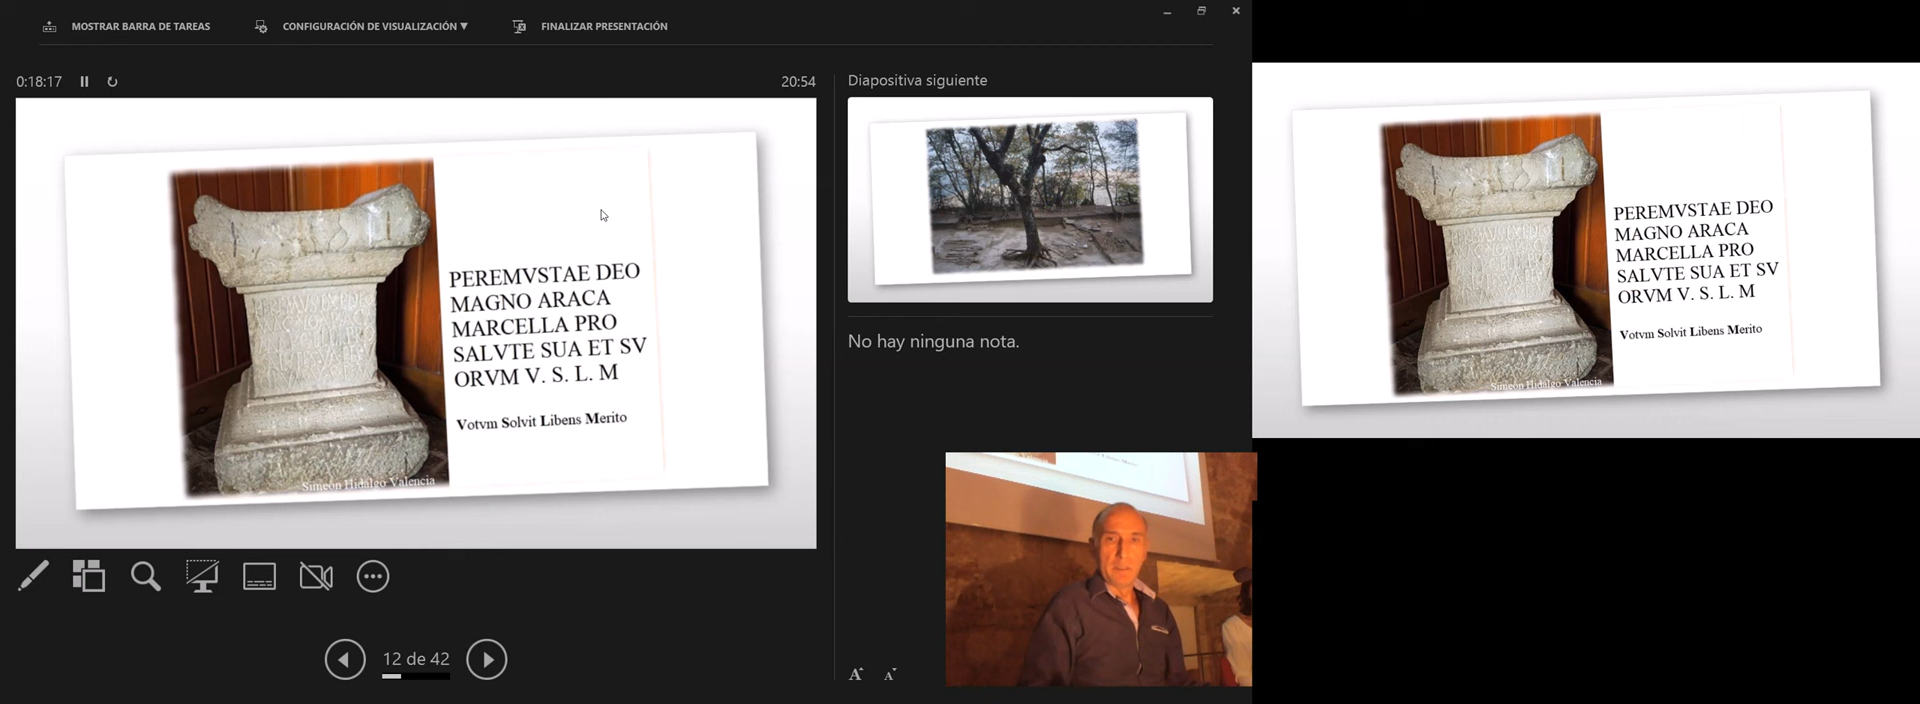 MOSTRAR BARRA DE TAREAS
CONFIGURACIÓN DE VISUALIZACIÓN ▼
FINALIZAR PRESENTACIÓN
0:18:17
20:54
PEREMVSTAE DEO
MAGNO ARACA
MARCELLA PRO
SALVTE SUA ET SV
ORVM V. S. L. M
Votvm Solvit Libens Merito
Simeón Hidalgo Valencia
12 de 42
Diapositiva siguiente
No hay ninguna nota.
A A
PEREMVSTAE DEO
MAGNO ARACA
MARCELLA PRO
SALVTE SUA ET SV
ORVM V. S. L. M
Votvm Solvit Libens Merito
Simeón Hidalgo Valencia